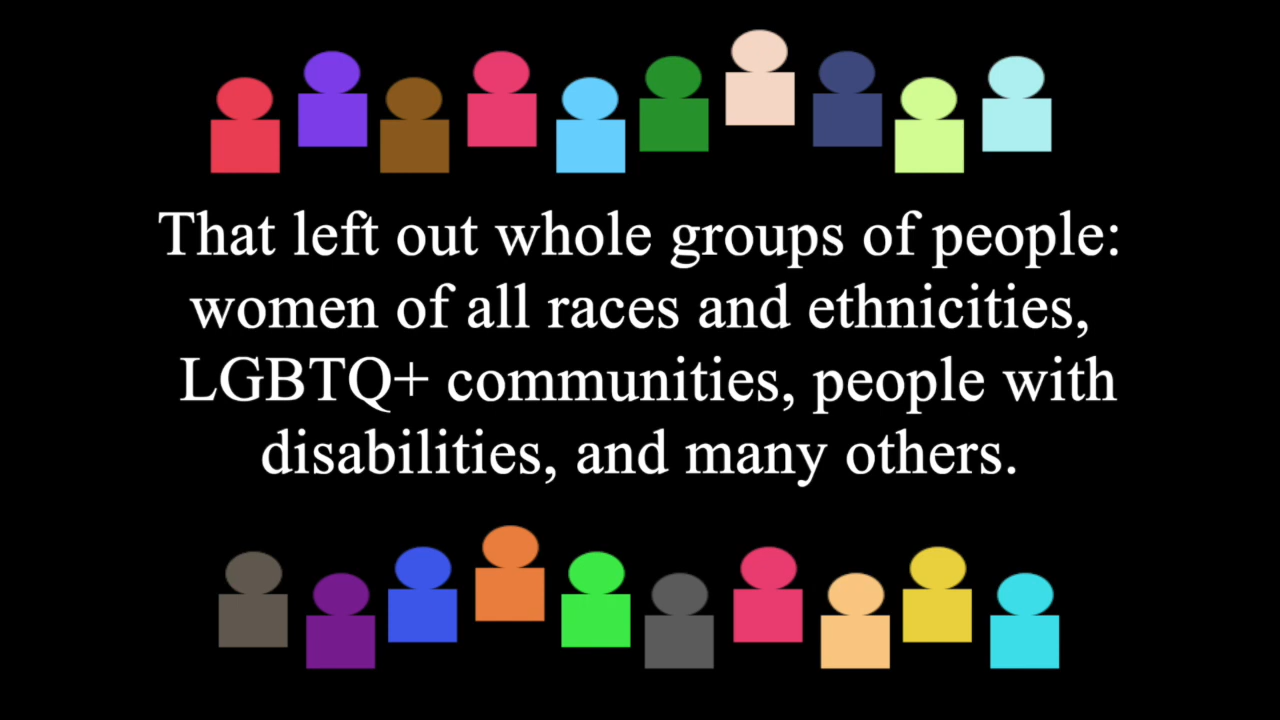 That left out whole groups of people:
women of all races and ethnicities,
LGBTQ+ communities, people with
disabilities, and many others.